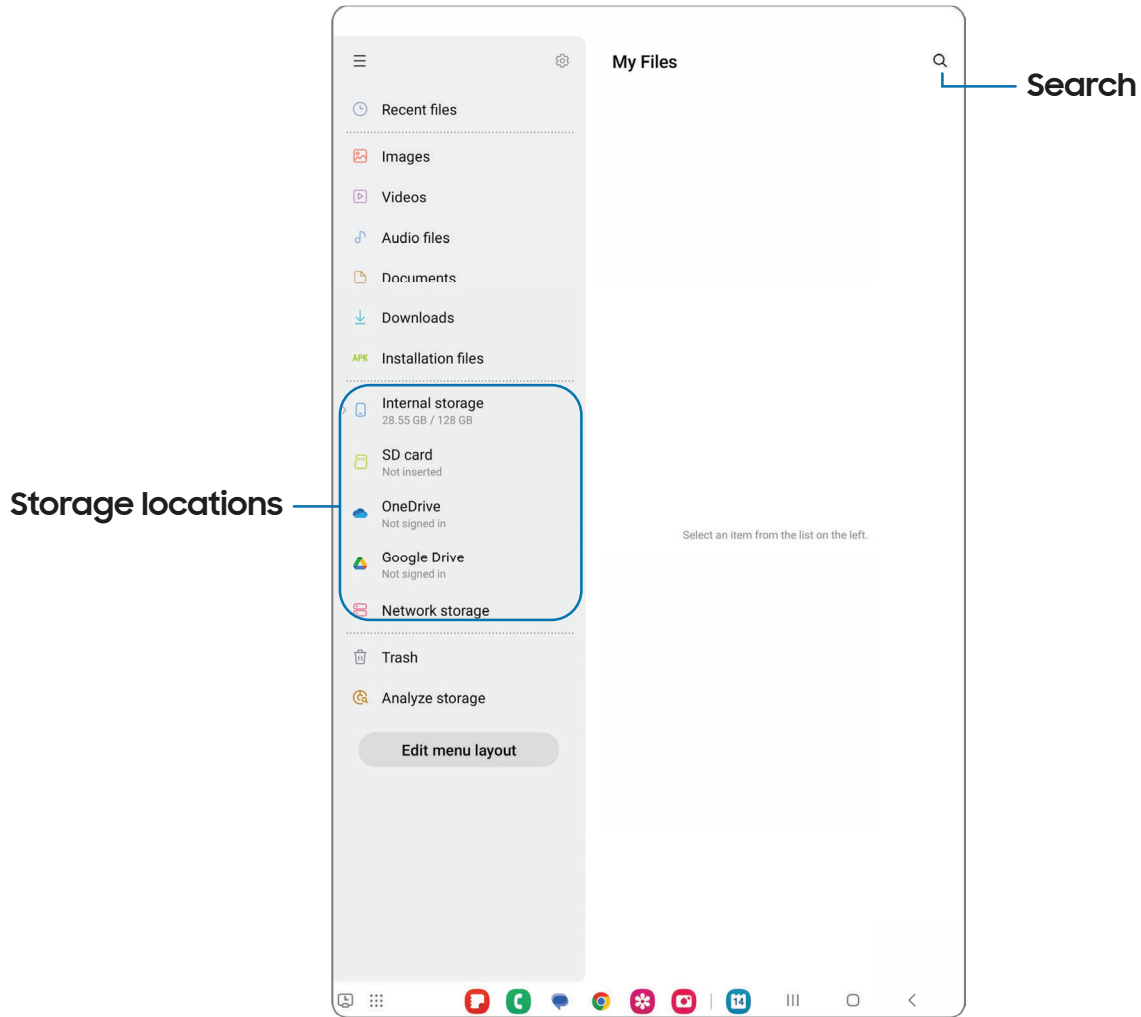 My Files
Search
Recent files
Images
Videos
Audio files
Documents
Downloads
APK Installation files
Internal storage
28.55 GB / 128 GB
SD card
Not inserted
Storage locations
OneDrive
Not signed in
Select an item from the list on the left.
Google Drive
Not signed in
Network storage
Trash
Analyze storage
Edit menu layout
14